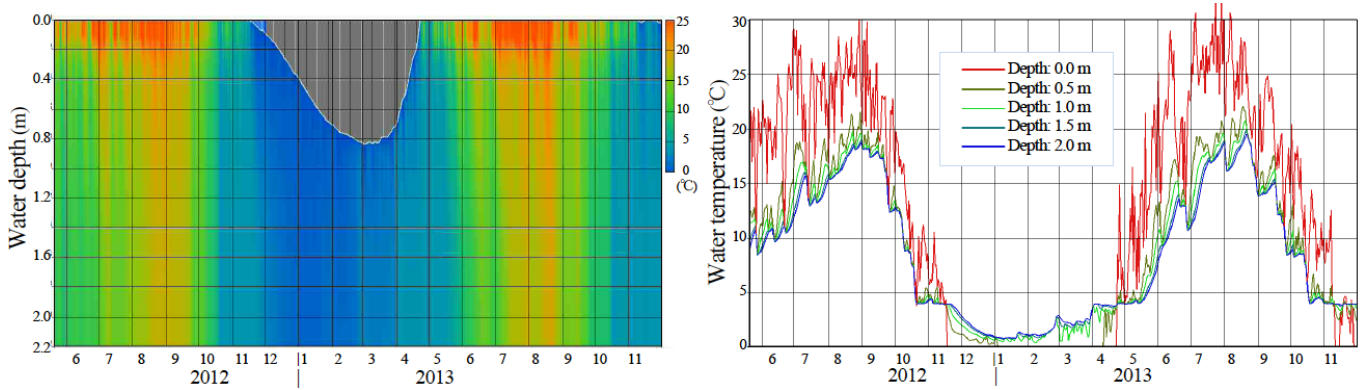 0.0
0.4
0.8
1.2
1.6
2.0
2.2
Water depth (m)
25
20
15
10
5
0
(℃)
6 7 8 9 10 11 12 1 2 3 4 5 6 7 8 9 10 11
2012 | 2013
30
25
20
15
10
5
0
Water temperature (℃)
Depth: 0.0 m
Depth: 0.5 m
Depth: 1.0 m
Depth: 1.5 m
Depth: 2.0 m
6 7 8 9 10 11 12 1 2 3 4 5 6 7 8 9 10 11
2012 | 2013